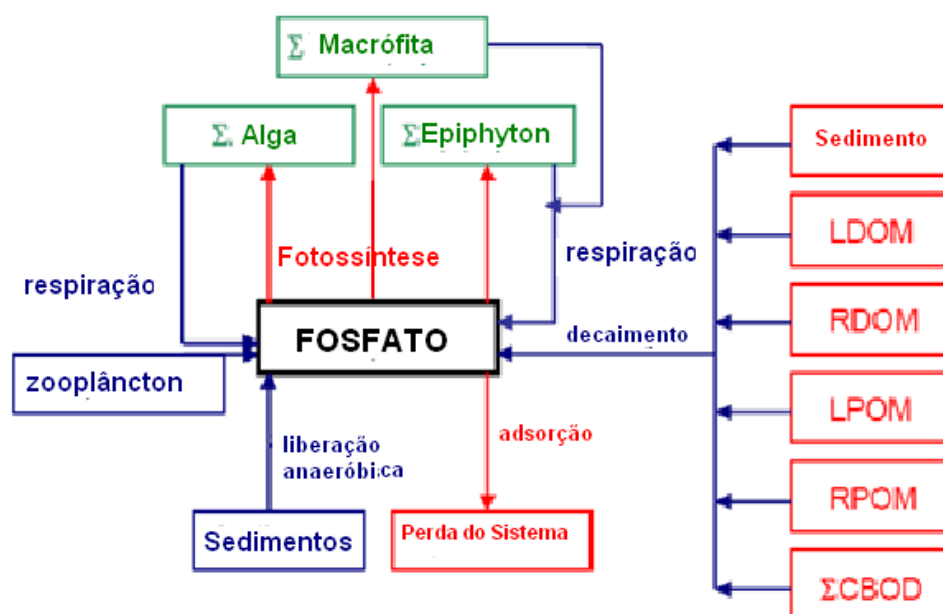 Σ Macrófita
Σ Alga
ΣEpiphyton
Sedimento
LDOM
RDOM
LPOM
RPOM
ΣCBOD
Fotossíntese
respiração
respiração
FOSFATO
decaimento
zooplâncton
liberação
anaeróbica
adsorção
Sedimentos
Perda do Sistema